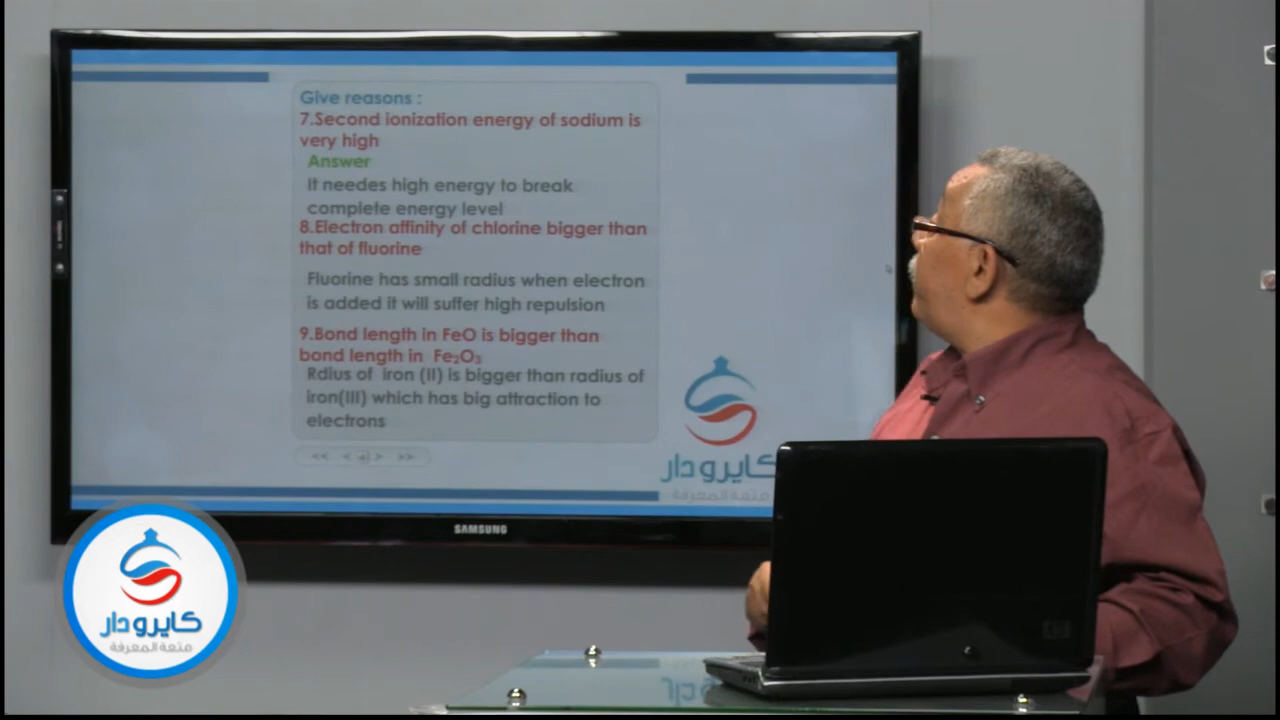 Give reasons :
7.Second ionization energy of sodium is
very high
Answer
It needes high energy to break
complete energy level
8.Electron affinity of chlorine bigger than
that of fluorine
Fluorine has small radius when electron
is added it will suffer high repulsion
9.Bond length in FeO is bigger than
bond length in Fe₂O₃
Rdius of iron (II) is bigger than radius of
iron(III) which has big attraction to
electrons
<< < > >>
كايرودار
متعة المعرفة
SAMSUNG
كايرودار
متعة المعرفة